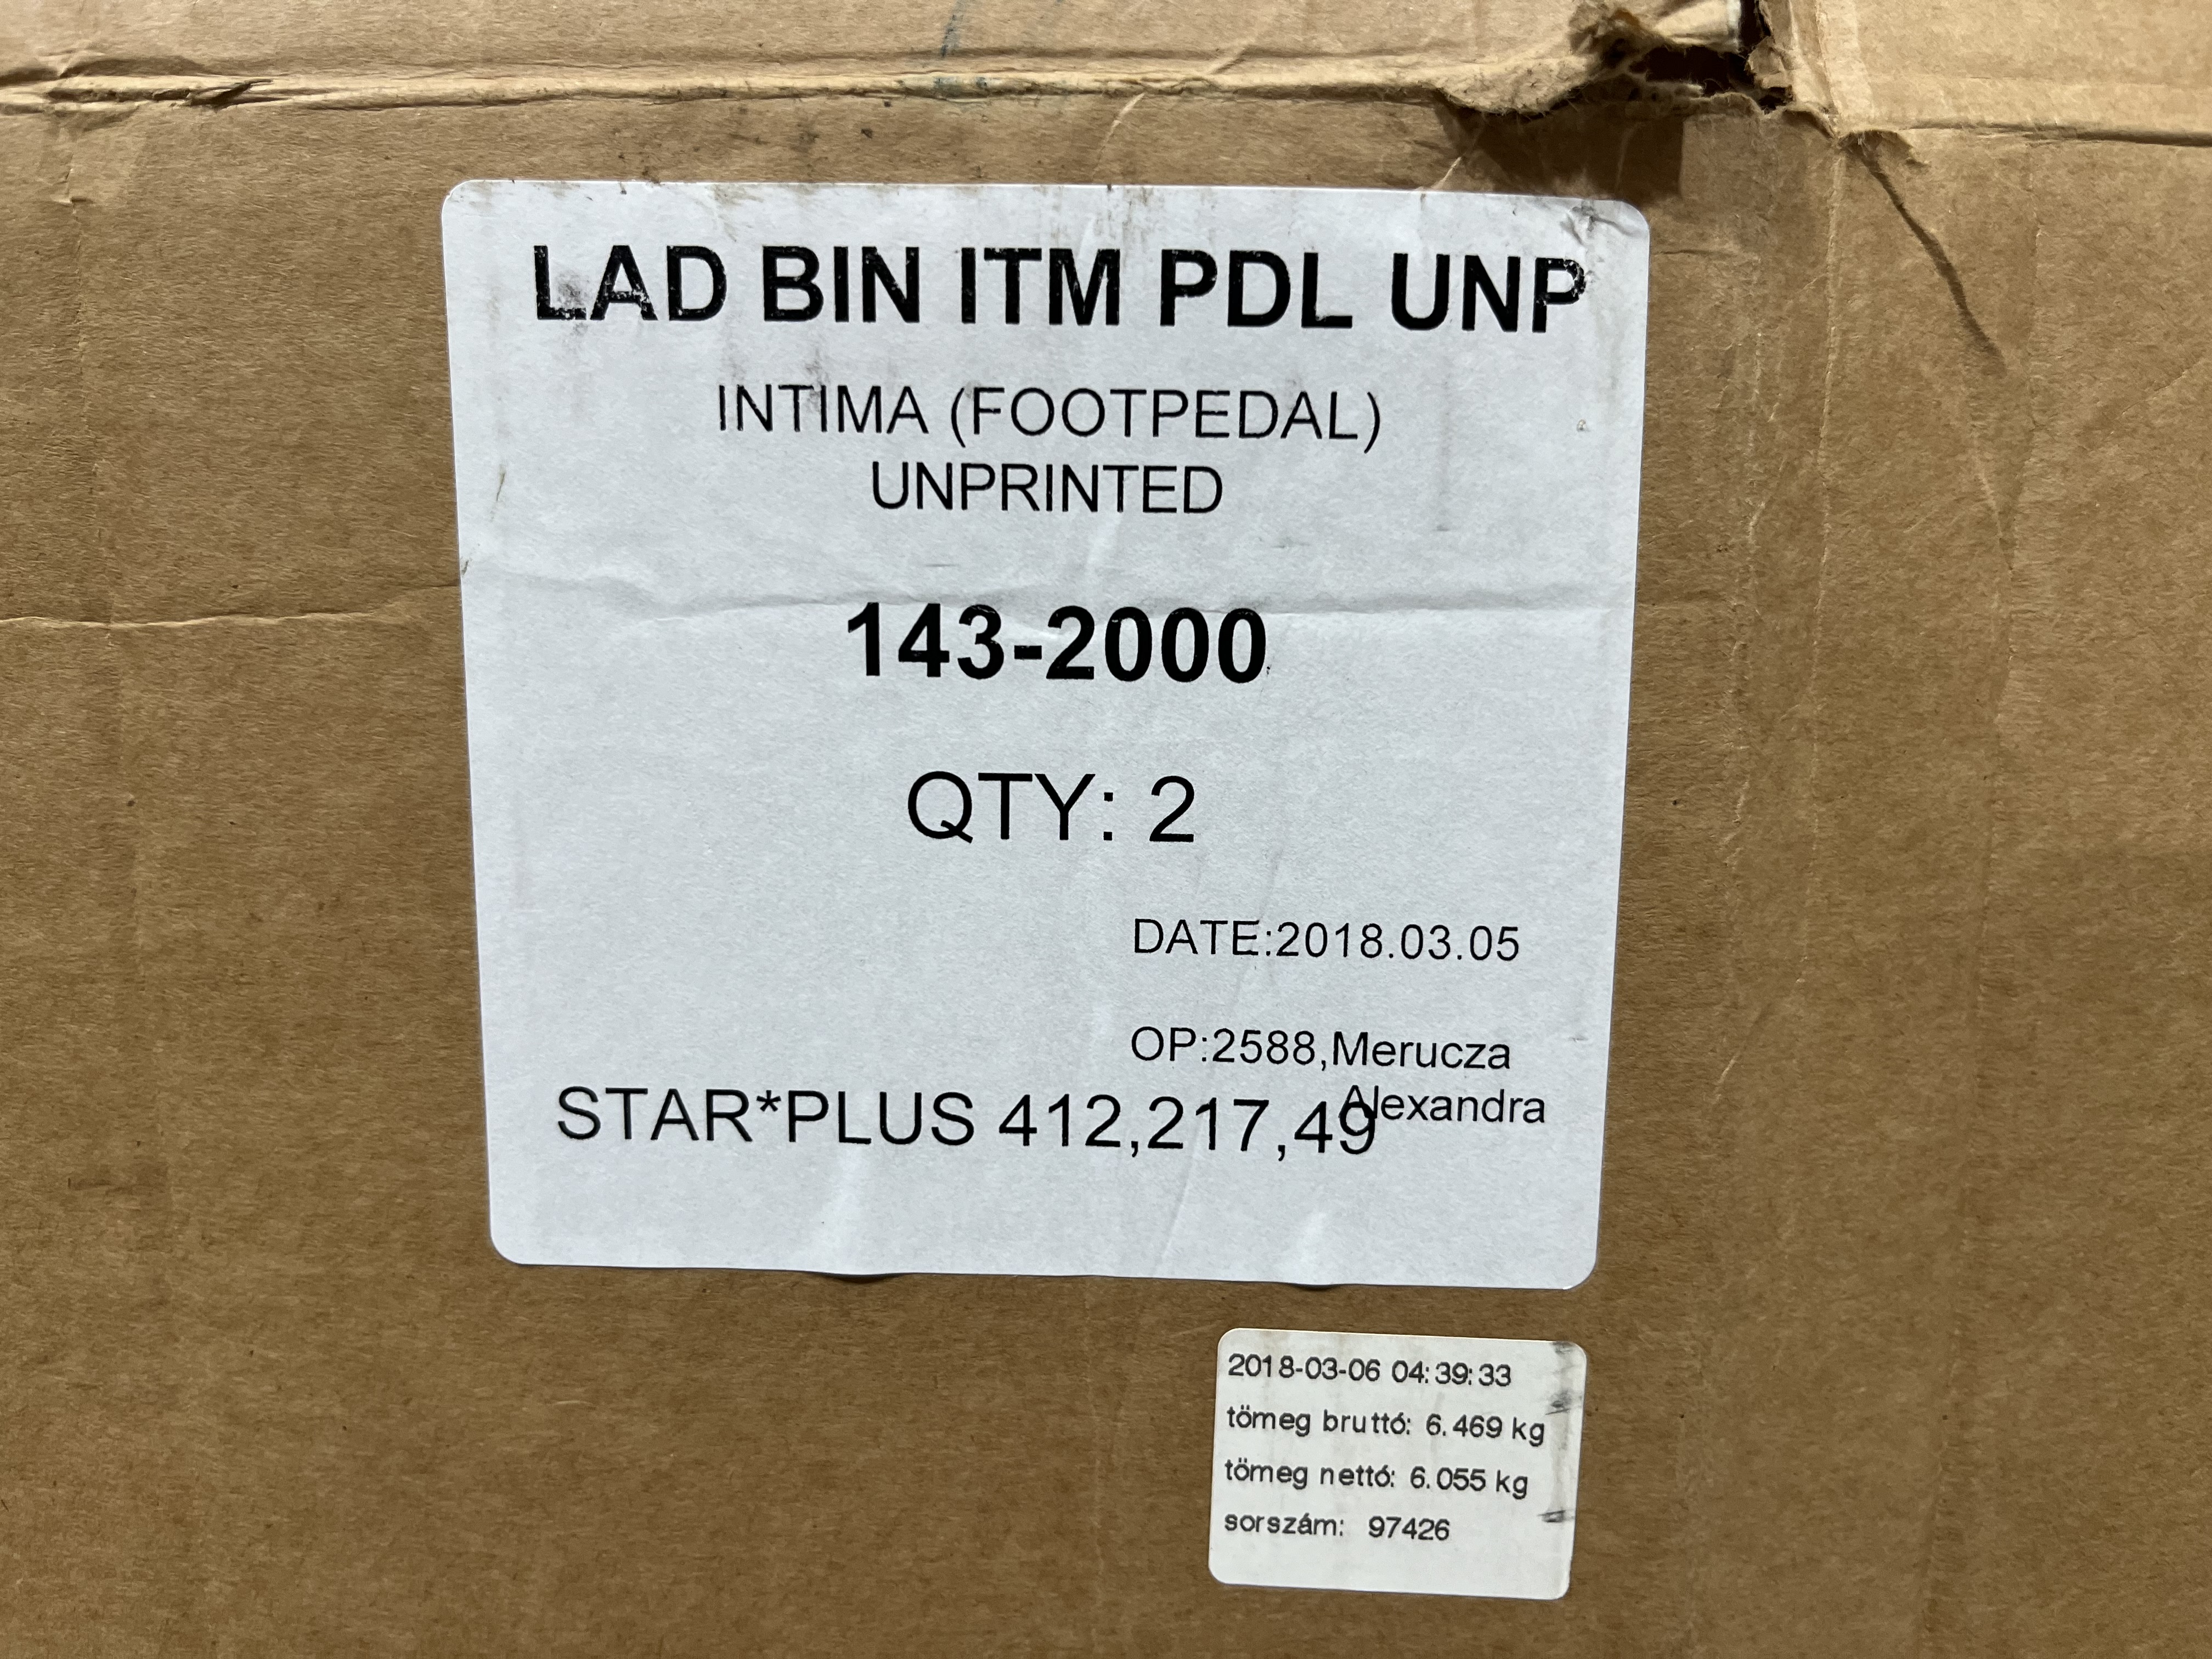 LAD BIN ITM PDL UNP
INTIMA (FOOTPEDAL)
UNPRINTED
143-2000
QTY: 2
DATE:2018.03.05
OP:2588,Merucza
Alexandra
STAR*PLUS 412,217,49
2018-03-06 04:39:33
tömeg bruttó: 6.469 kg
tömeg nettó: 6.055 kg
sorszám: 97426